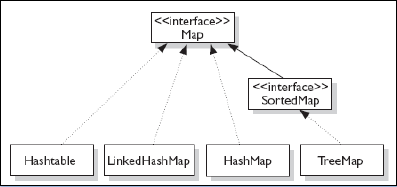 <<interface>>
Map
<<interface>>
SortedMap
Hashtable
LinkedHashMap
HashMap
TreeMap